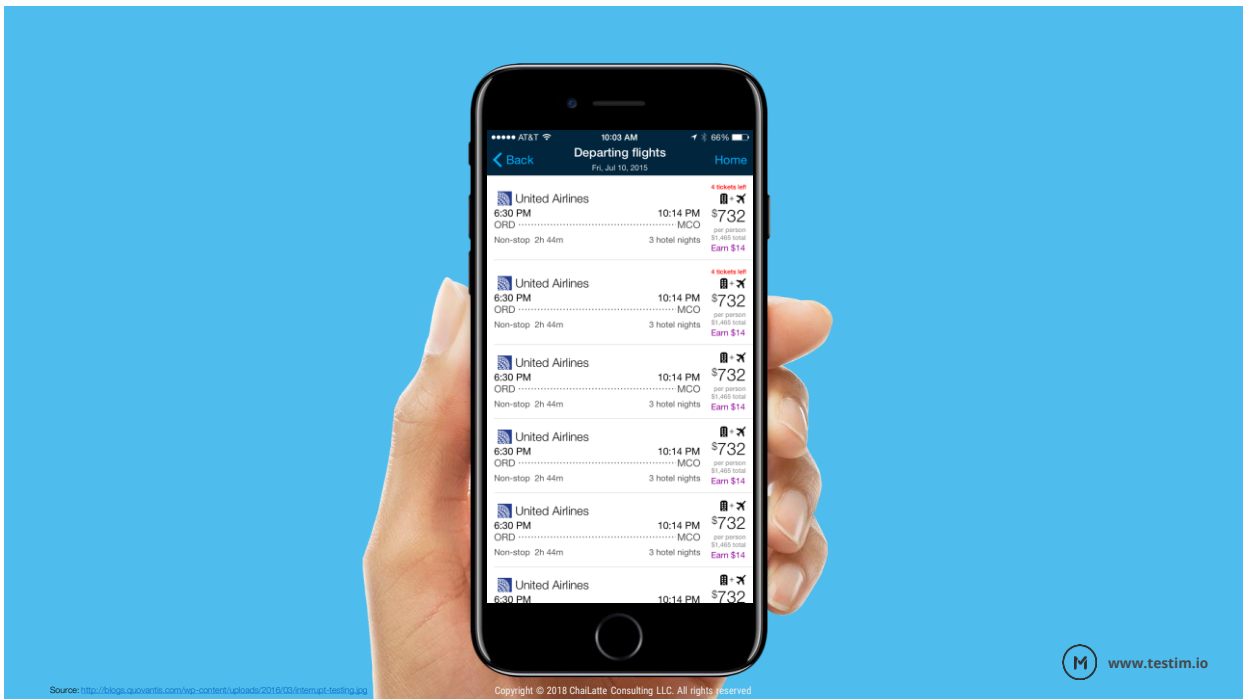 AT&T 10:03 AM 66%
Back Departing flights Home
Fri, Jul 10, 2015
4 tickets left
United Airlines +
6:30 PM 10:14 PM $732
ORD MCO per person
Non-stop 2h 44m 3 hotel nights $1,465 total
Earn $14
4 tickets left
United Airlines +
6:30 PM 10:14 PM $732
ORD MCO per person
Non-stop 2h 44m 3 hotel nights $1,465 total
Earn $14
United Airlines +
6:30 PM 10:14 PM $732
ORD MCO per person
Non-stop 2h 44m 3 hotel nights $1,465 total
Earn $14
United Airlines +
6:30 PM 10:14 PM $732
ORD MCO per person
Non-stop 2h 44m 3 hotel nights $1,465 total
Earn $14
United Airlines +
6:30 PM 10:14 PM $732
ORD MCO per person
Non-stop 2h 44m 3 hotel nights $1,465 total
Earn $14
United Airlines +
6:30 PM 10:14 PM $732
M www.testim.io
Source: http://blogs.quovantis.com/wp-content/uploads/2016/03/interrupt-testing.jpg
Copyright © 2018 ChaiLatte Consulting LLC. All rights reserved